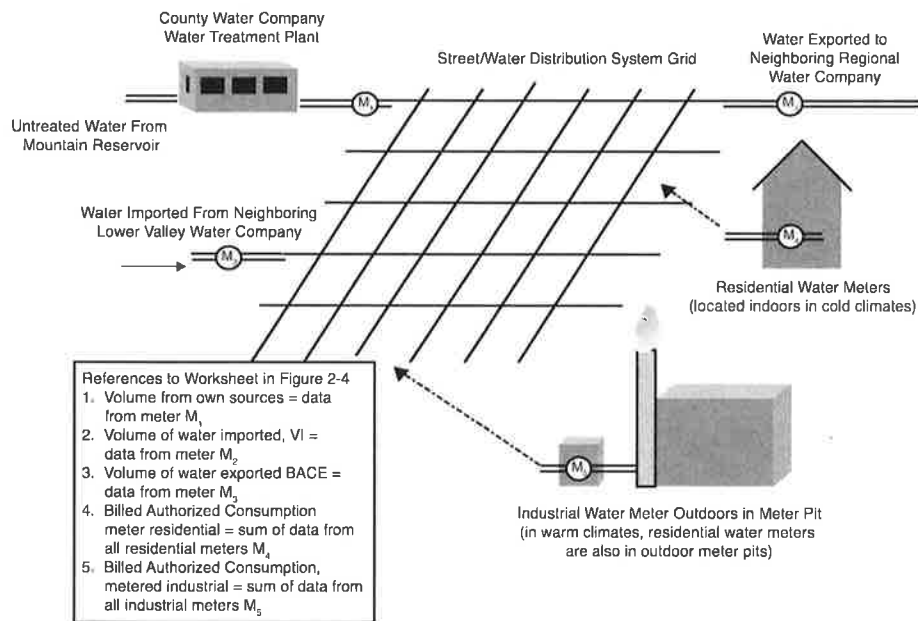 County Water Company
Water Treatment Plant
Street/Water Distribution System Grid
Water Exported to
Neighboring Regional
Water Company
M₁
M₃
Untreated Water From
Mountain Reservoir
Water Imported From Neighboring
Lower Valley Water Company
M₂
M₄
Residential Water Meters
(located indoors in cold climates)
References to Worksheet in Figure 2-4
1. Volume from own sources = data
from meter M₁
2. Volume of water imported, VI =
data from meter M₂
3. Volume of water exported BACE =
data from meter M₃
4. Billed Authorized Consumption
meter residential = sum of data from
all residential meters M₄
5. Billed Authorized Consumption,
metered industrial = sum of data from
all industrial meters M₅
M₅
Industrial Water Meter Outdoors in Meter Pit
(in warm climates, residential water meters
are also in outdoor meter pits)